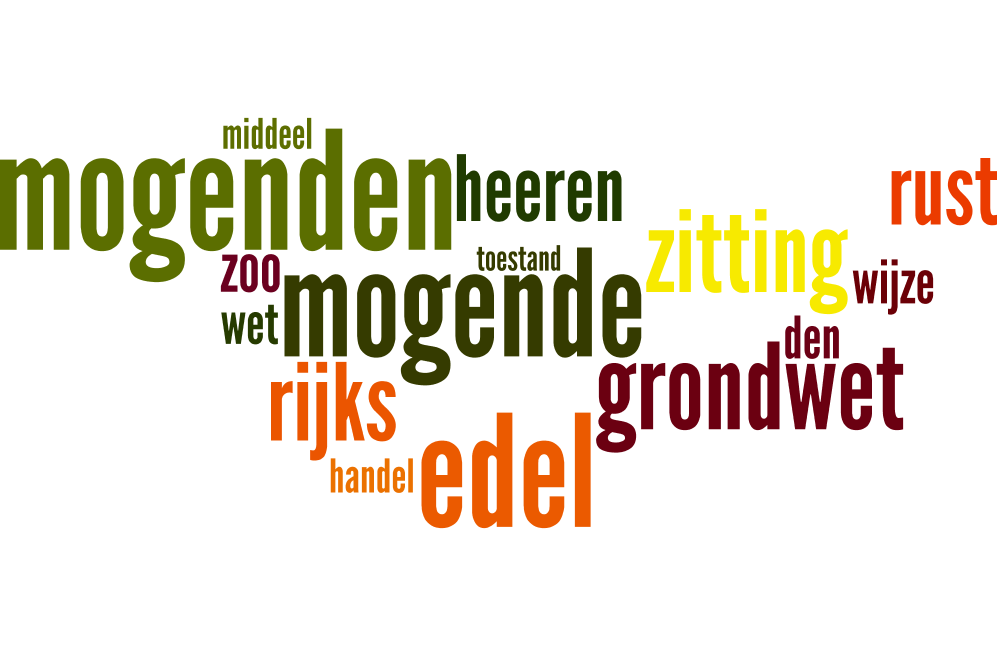 middeel
mogenden
heeren
rust
zoo
toestand
zitting
mogende
wijze
wet
den
rijks
grondwet
handel
edel